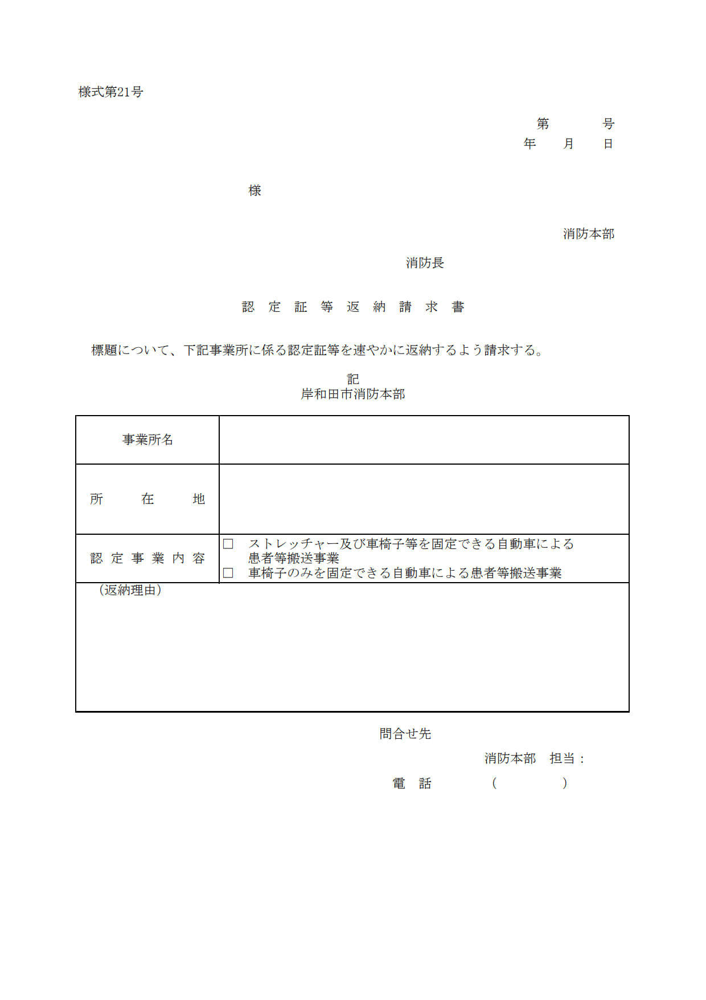 様式第21号
第　　　　号
年　　月　　日
様
消防本部
消防長
認　定　証　等　返　納　請　求　書
標題について、下記事業所に係る認定証等を速やかに返納するよう請求する。
記
岸和田市消防本部
事業所名
所　　　在　　　地
認 定 事 業 内 容
□　ストレッチャー及び車椅子等を固定できる自動車による
患者等搬送事業
□　車椅子のみを固定できる自動車による患者等搬送事業
（返納理由）
問合せ先
消防本部　担当：
電　話　　　　（　　　　　）